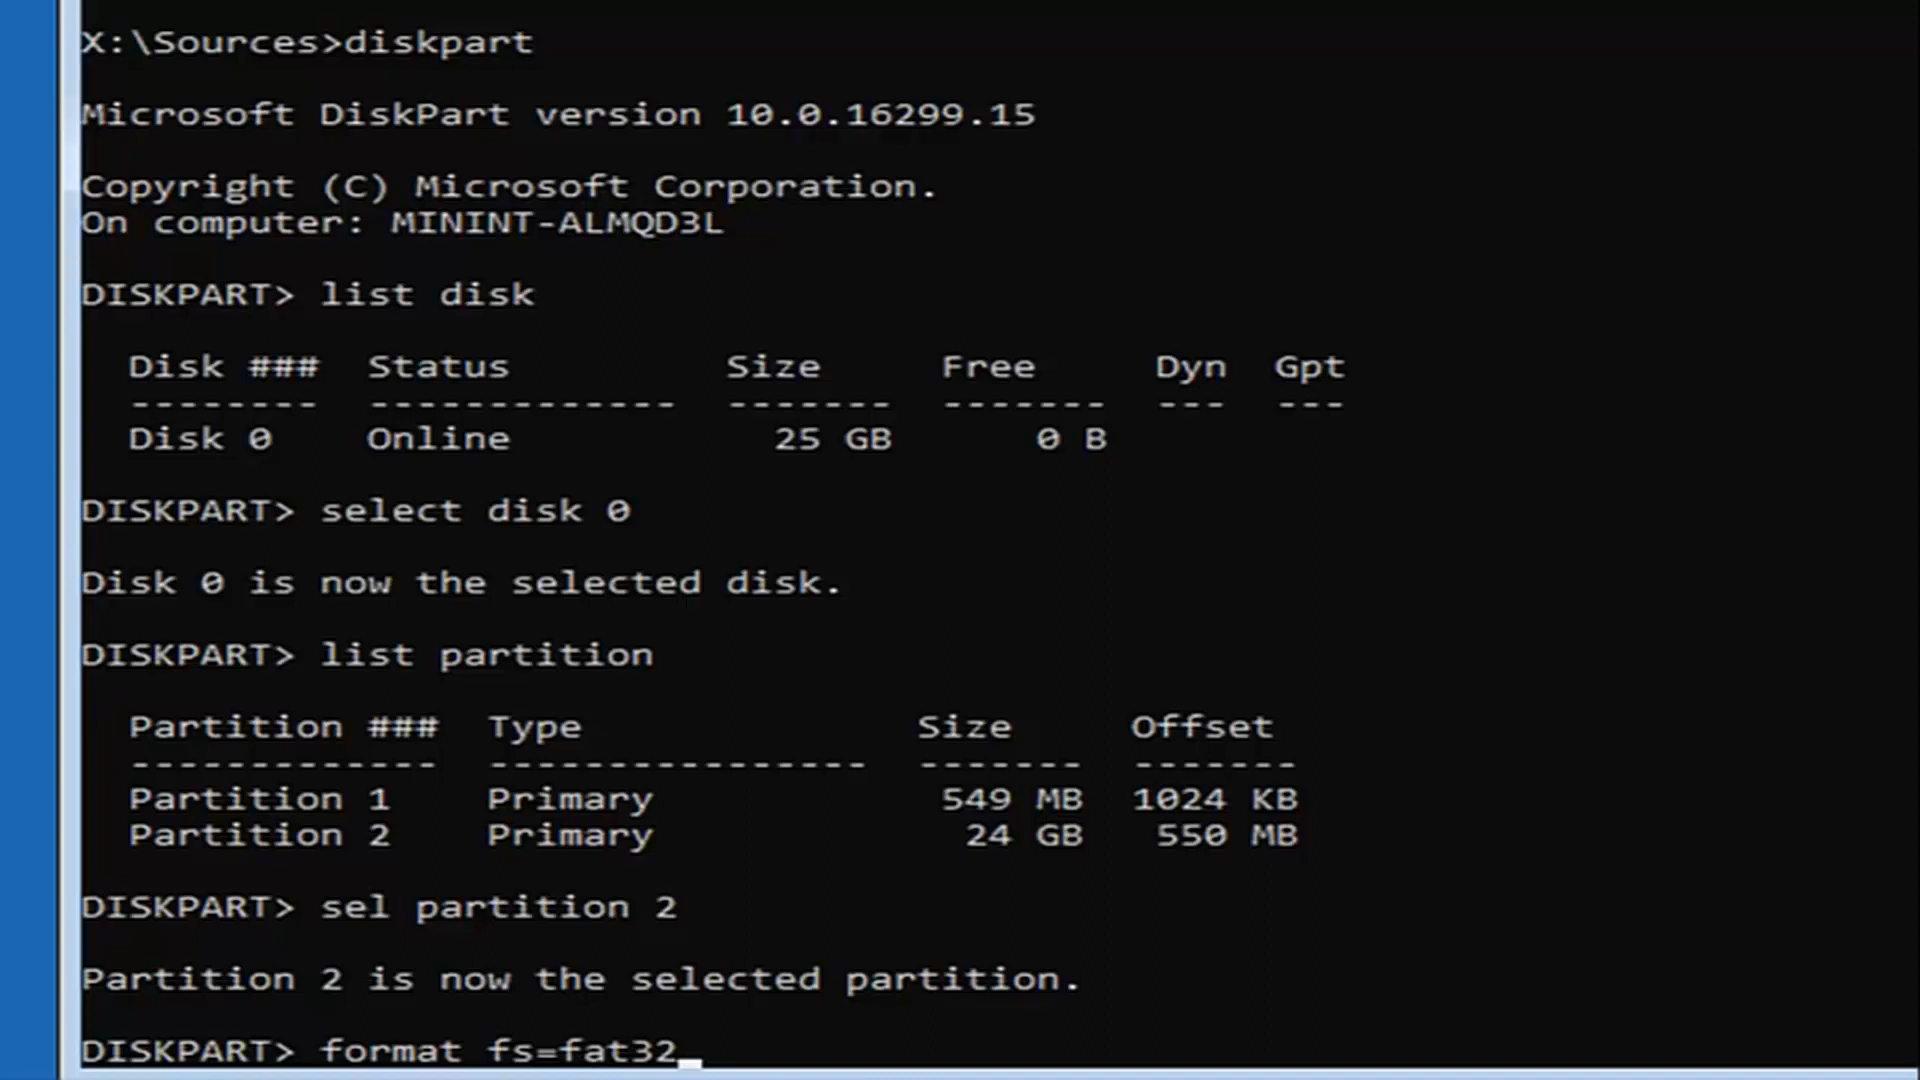 X:\Sources>diskpart
Microsoft DiskPart version 10.0.16299.15
Copyright (C) Microsoft Corporation.
On computer: MININT-ALMQD3L
DISKPART> list disk
Disk ###  Status         Size     Free     Dyn  Gpt
--------  -------------  -------  -------  ---  ---
Disk 0    Online           25 GB      0 B
DISKPART> select disk 0
Disk 0 is now the selected disk.
DISKPART> list partition
Partition ###  Type              Size     Offset
-------------  ----------------  -------  -------
Partition 1    Primary            549 MB  1024 KB
Partition 2    Primary             24 GB   550 MB
DISKPART> sel partition 2
Partition 2 is now the selected partition.
DISKPART> format fs=fat32